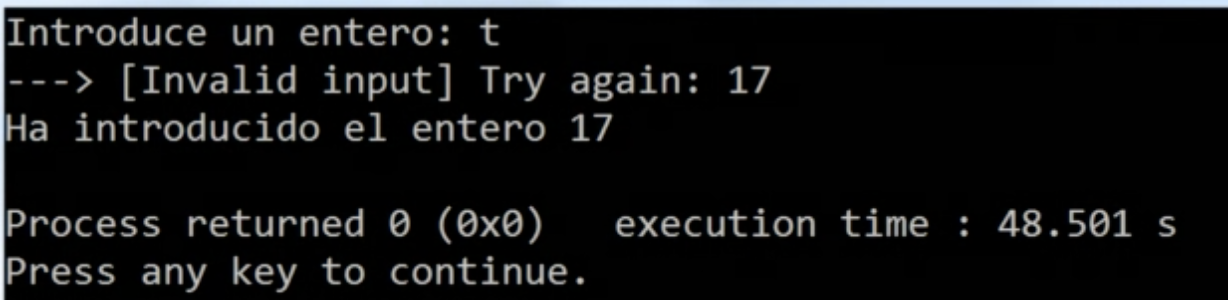 Introduce un entero: t
---> [Invalid input] Try again: 17
Ha introducido el entero 17
Process returned 0 (0x0)   execution time : 48.501 s
Press any key to continue.